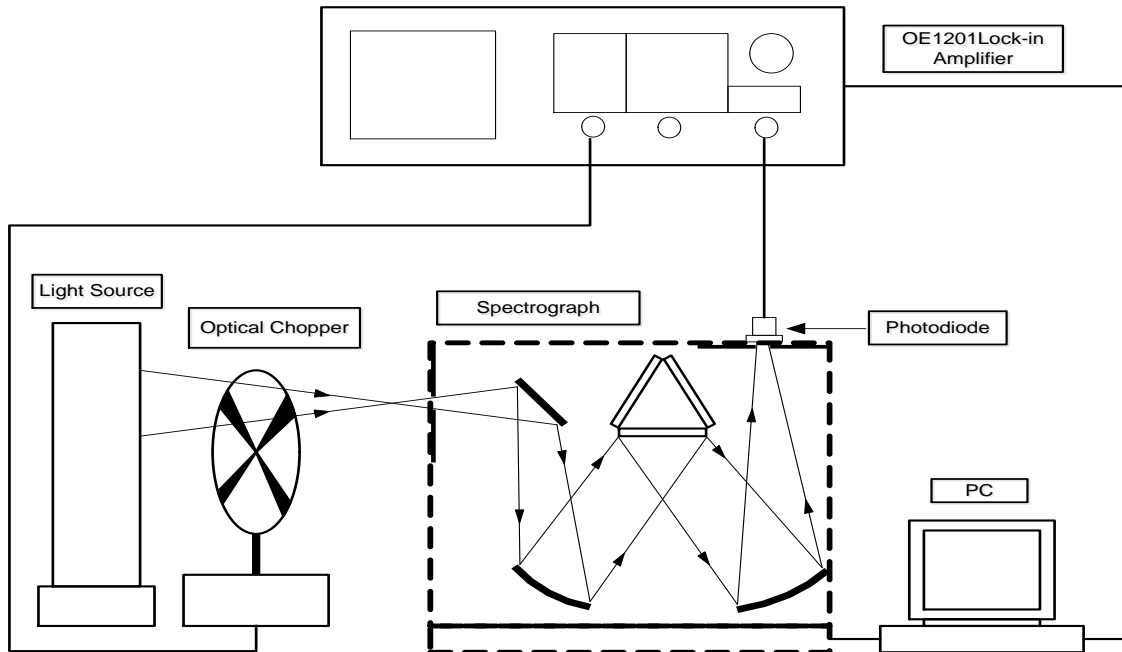 OE1201Lock-in
Amplifier
Light Source
Optical Chopper
Spectrograph
Photodiode
PC